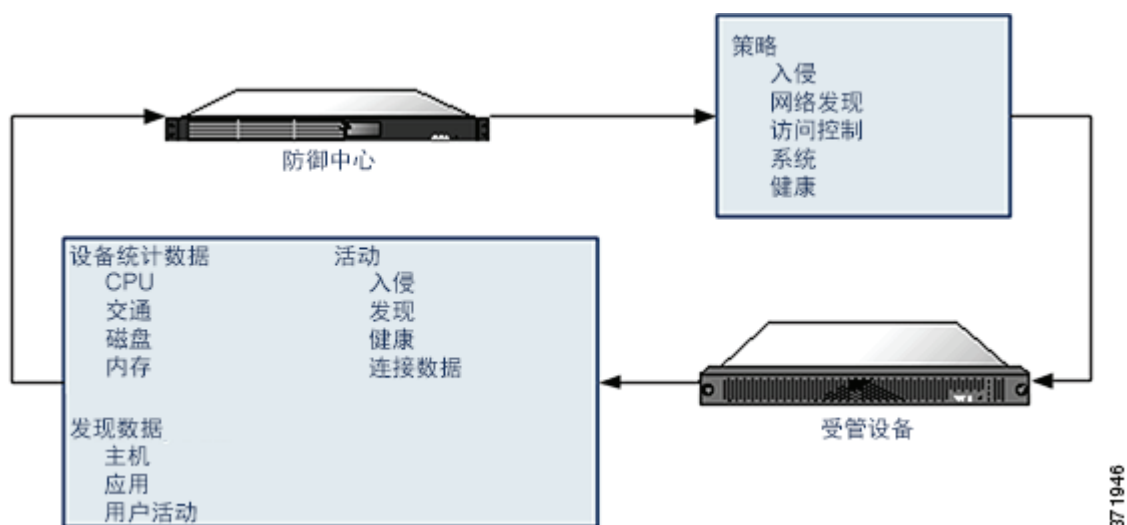 策略
入侵
网络发现
访问控制
系统
健康
防御中心
设备统计数据
CPU
交通
磁盘
内存
活动
入侵
发现
健康
连接数据
发现数据
主机
应用
用户活动
受管设备
371946